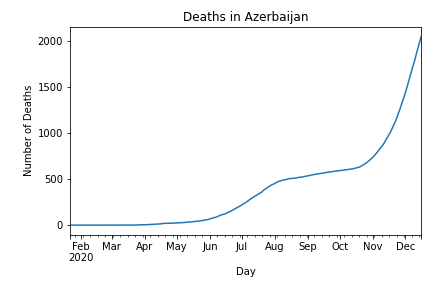 Deaths in Azerbaijan
Number of Deaths
2000
1500
1000
500
0
Feb Mar Apr May Jun Jul Aug Sep Oct Nov Dec
2020
Day